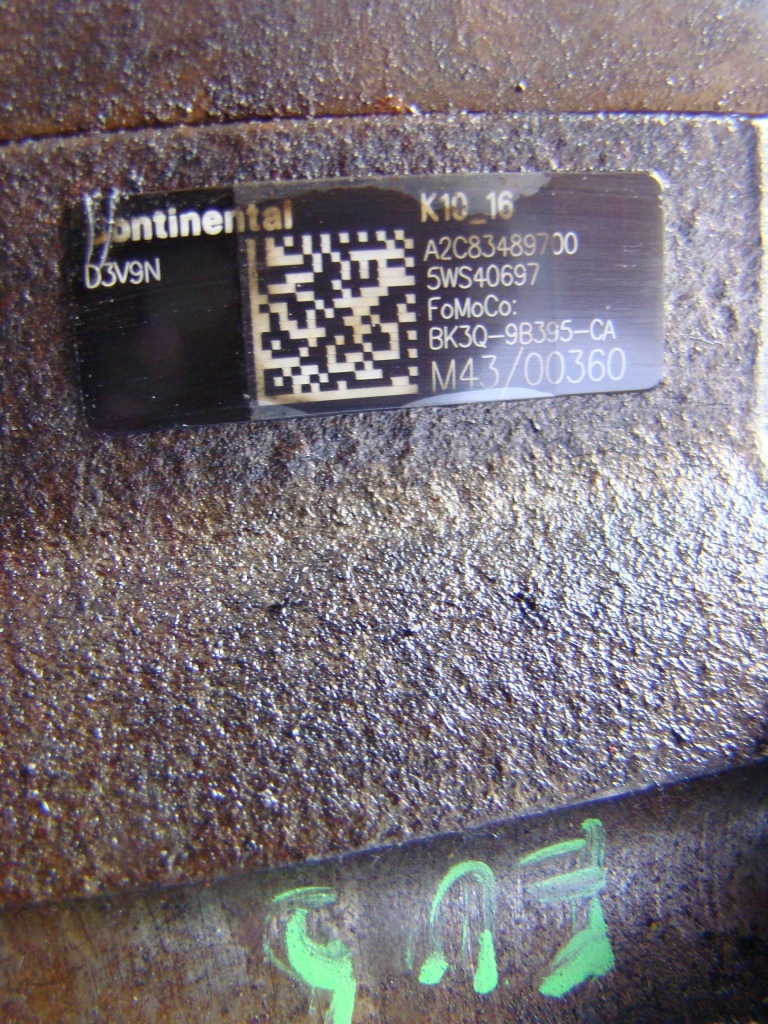 Continental
D3V9N
K10_16
A2C83489700
5WS40697
FoMoCo:
BK3Q-9B395-CA
M43/00360